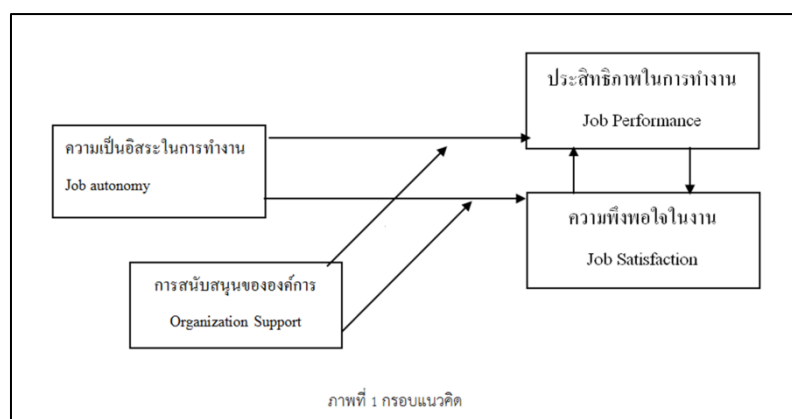 ประสิทธิภาพในการทำงาน
Job Performance
ความเป็นอิสระในการทำงาน
Job autonomy
ความพึงพอใจในงาน
Job Satisfaction
การสนับสนุนขององค์การ
Organization Support
ภาพที่ 1 กรอบแนวคิด